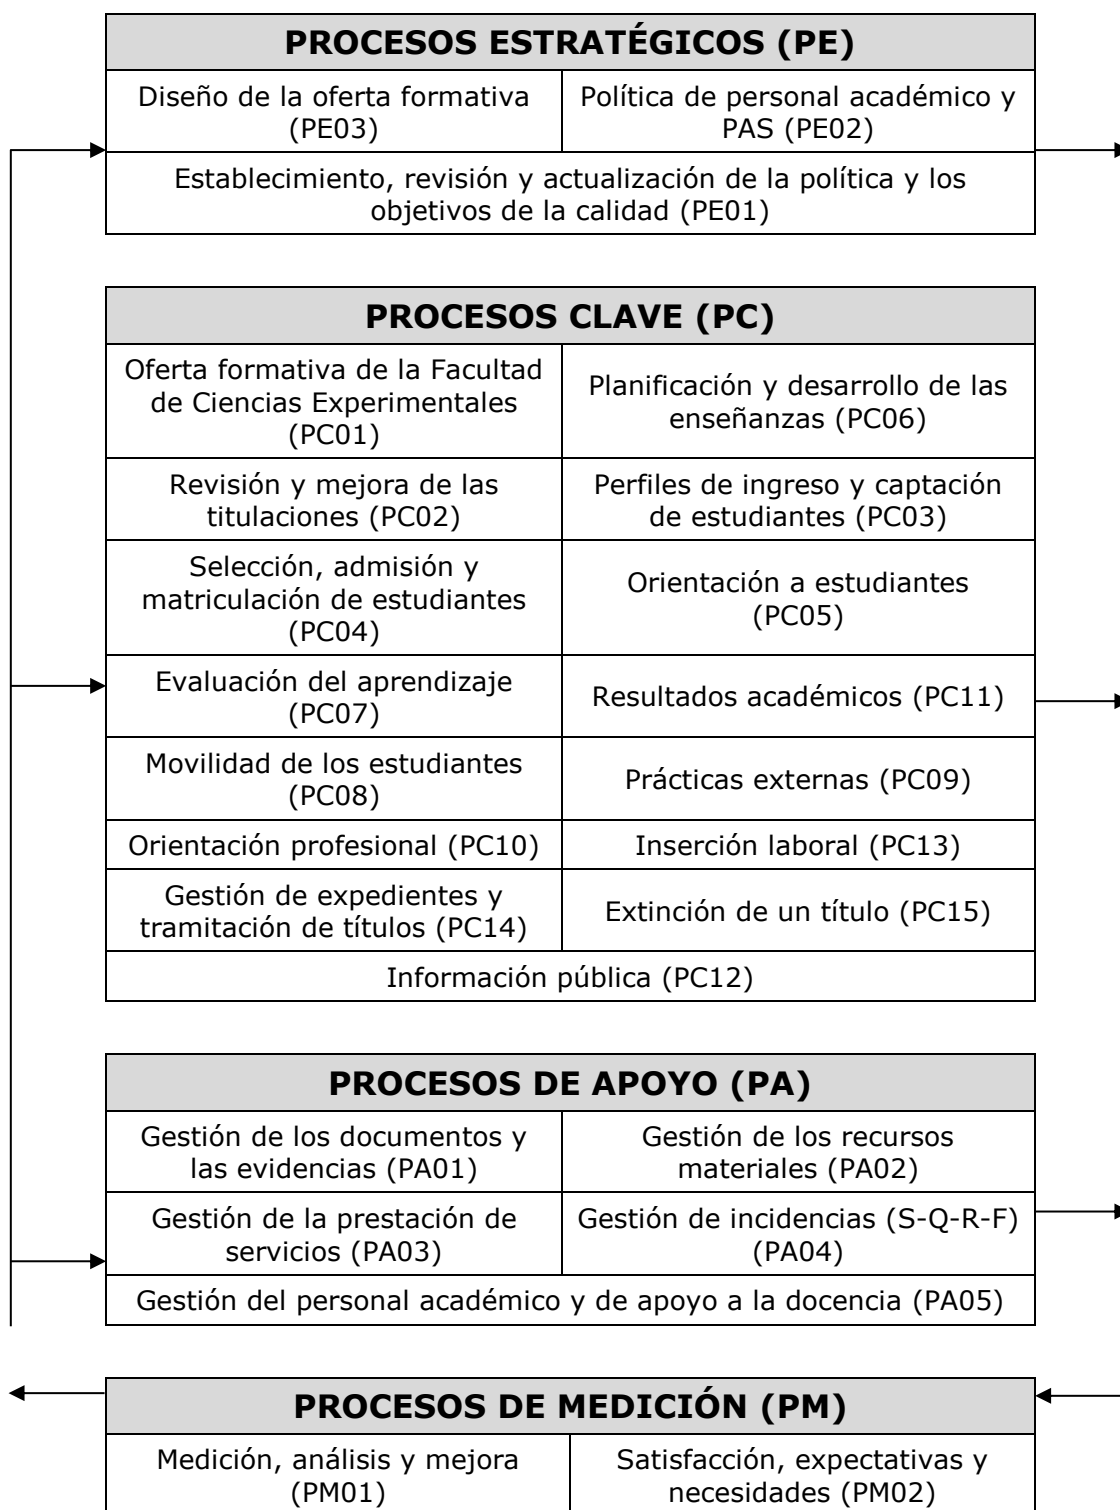 PROCESOS ESTRATÉGICOS (PE)
Diseño de la oferta formativa
(PE03)
Política de personal académico y
PAS (PE02)
Establecimiento, revisión y actualización de la política y los
objetivos de la calidad (PE01)
PROCESOS CLAVE (PC)
Oferta formativa de la Facultad
de Ciencias Experimentales
(PC01)
Planificación y desarrollo de las
enseñanzas (PC06)
Revisión y mejora de las
titulaciones (PC02)
Perfiles de ingreso y captación
de estudiantes (PC03)
Selección, admisión y
matriculación de estudiantes
(PC04)
Orientación a estudiantes
(PC05)
Evaluación del aprendizaje
(PC07)
Resultados académicos (PC11)
Movilidad de los estudiantes
(PC08)
Prácticas externas (PC09)
Orientación profesional (PC10)
Inserción laboral (PC13)
Gestión de expedientes y
tramitación de títulos (PC14)
Extinción de un título (PC15)
Información pública (PC12)
PROCESOS DE APOYO (PA)
Gestión de los documentos y
las evidencias (PA01)
Gestión de los recursos
materiales (PA02)
Gestión de la prestación de
servicios (PA03)
Gestión de incidencias (S-Q-R-F)
(PA04)
Gestión del personal académico y de apoyo a la docencia (PA05)
PROCESOS DE MEDICIÓN (PM)
Medición, análisis y mejora
(PM01)
Satisfacción, expectativas y
necesidades (PM02)